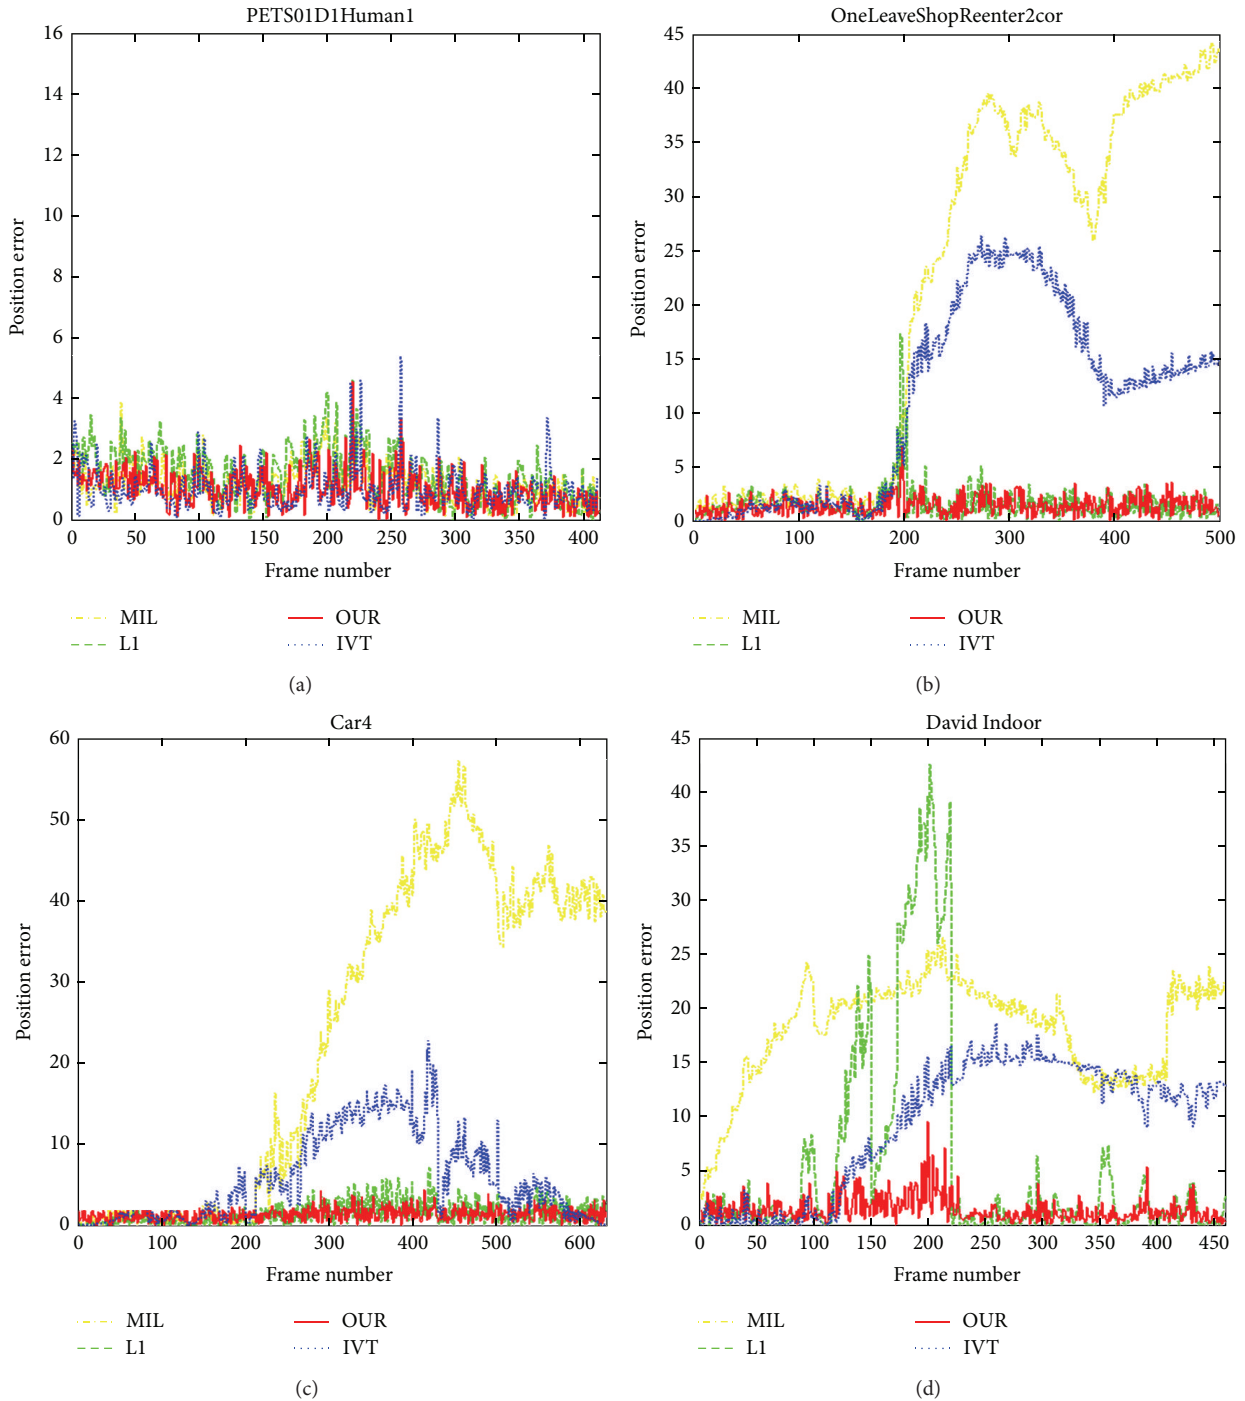 PETS01D1Human1
16
14
12
10
8
6
4
2
0
Position error
0 50 100 150 200 250 300 350 400
Frame number
MIL
L1
OUR
IVT
(a)
OneLeaveShopReenter2cor
45
40
35
30
25
20
15
10
5
0
Position error
0 100 200 300 400 500
Frame number
MIL
L1
OUR
IVT
(b)
Car4
60
50
40
30
20
10
0
Position error
0 100 200 300 400 500 600
Frame number
MIL
L1
OUR
IVT
(c)
David Indoor
45
40
35
30
25
20
15
10
5
0
Position error
0 50 100 150 200 250 300 350 400 450
Frame number
MIL
L1
OUR
IVT
(d)